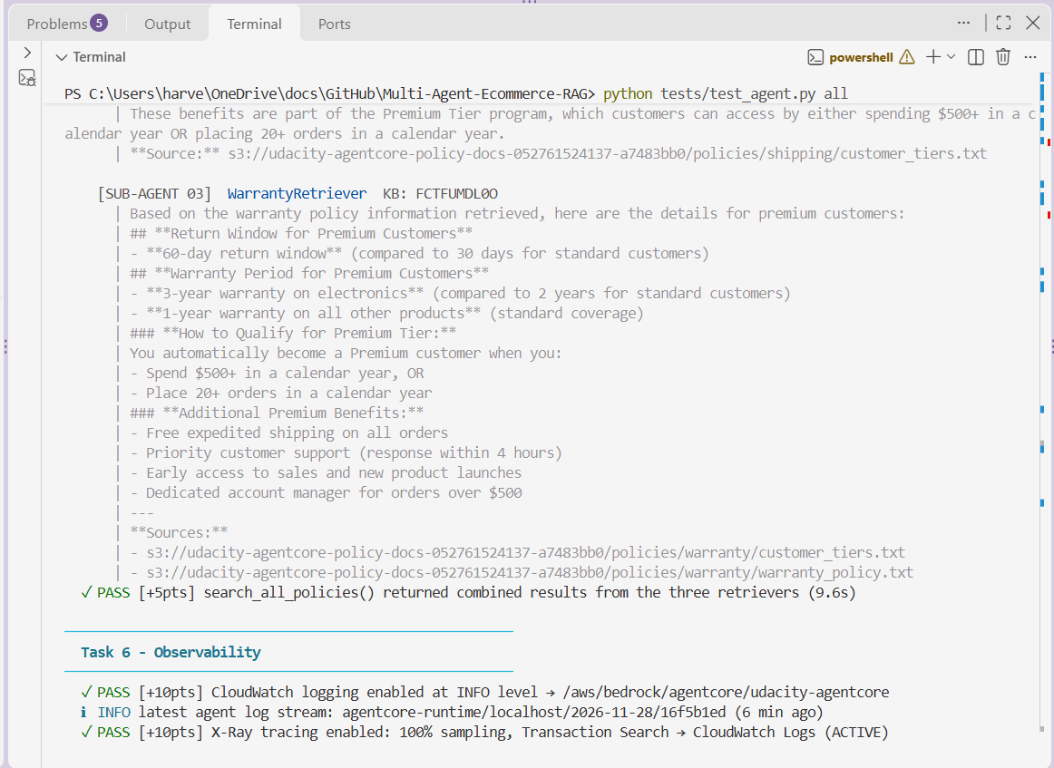 Problems 5 Output Terminal Ports
Terminal
powershell
PS C:\Users\harve\OneDrive\docs\GitHub\Multi-Agent-Ecommerce-RAG> python tests/test_agent.py all
| These benefits are part of the Premium Tier program, which customers can access by either spending $500+ in a c
alendar year OR placing 20+ orders in a calendar year.
| **Source:** s3://udacity-agentcore-policy-docs-052761524137-a7483bb0/policies/shipping/customer_tiers.txt
[SUB-AGENT 03] WarrantyRetriever KB: FCTFUMDL0O
| Based on the warranty policy information retrieved, here are the details for premium customers:
| ## **Return Window for Premium Customers**
| - **60-day return window** (compared to 30 days for standard customers)
| ## **Warranty Period for Premium Customers**
| - **3-year warranty on electronics** (compared to 2 years for standard customers)
| - **1-year warranty on all other products** (standard coverage)
| ### **How to Qualify for Premium Tier:**
| You automatically become a Premium customer when you:
| - Spend $500+ in a calendar year, OR
| - Place 20+ orders in a calendar year
| ### **Additional Premium Benefits:**
| - Free expedited shipping on all orders
| - Priority customer support (response within 4 hours)
| - Early access to sales and new product launches
| - Dedicated account manager for orders over $500
| ---
| **Sources:**
| - s3://udacity-agentcore-policy-docs-052761524137-a7483bb0/policies/warranty/customer_tiers.txt
| - s3://udacity-agentcore-policy-docs-052761524137-a7483bb0/policies/warranty/warranty_policy.txt
✓ PASS [+5pts] search_all_policies() returned combined results from the three retrievers (9.6s)
Task 6 - Observability
✓ PASS [+10pts] CloudWatch logging enabled at INFO level → /aws/bedrock/agentcore/udacity-agentcore
ℹ INFO latest agent log stream: agentcore-runtime/localhost/2026-11-28/16f5b1ed (6 min ago)
✓ PASS [+10pts] X-Ray tracing enabled: 100% sampling, Transaction Search → CloudWatch Logs (ACTIVE)